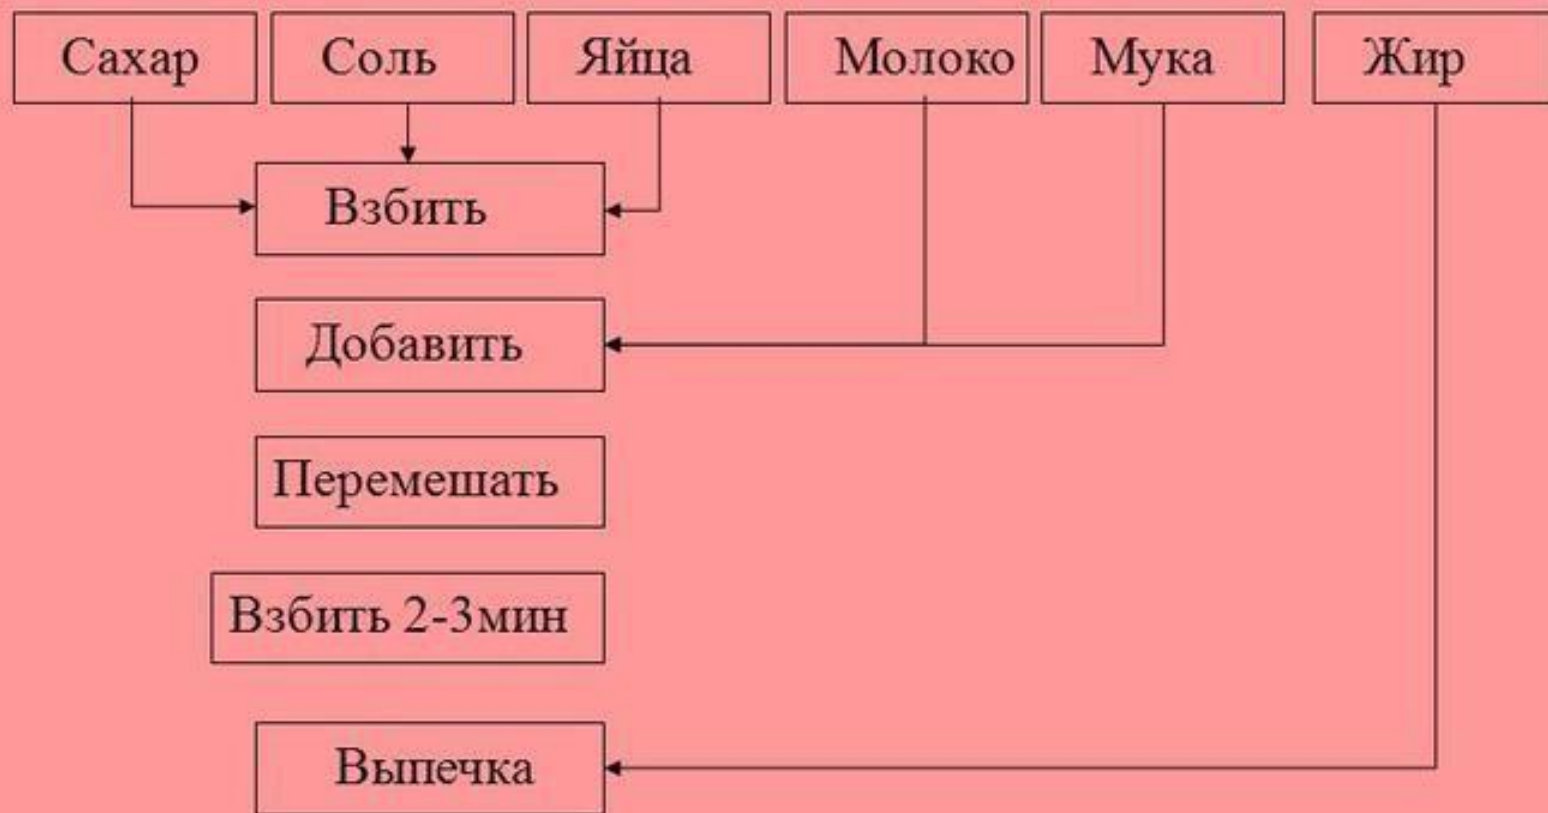 Сахар Соль Яйца Молоко Мука Жир
Взбить
Добавить
Перемешать
Взбить 2-3мин
Выпечка